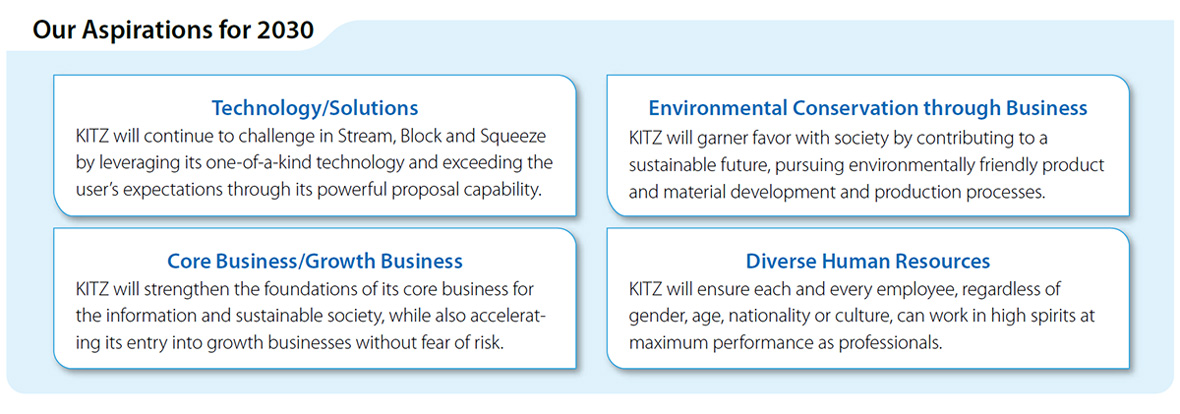 Our Aspirations for 2030
Technology/Solutions
KITZ will continue to challenge in Stream, Block and Squeeze
by leveraging its one-of-a-kind technology and exceeding the
user’s expectations through its powerful proposal capability.
Environmental Conservation through Business
KITZ will garner favor with society by contributing to a
sustainable future, pursuing environmentally friendly product
and material development and production processes.
Core Business/Growth Business
KITZ will strengthen the foundations of its core business for
the information and sustainable society, while also accelerat-
ing its entry into growth businesses without fear of risk.
Diverse Human Resources
KITZ will ensure each and every employee, regardless of
gender, age, nationality or culture, can work in high spirits at
maximum performance as professionals.